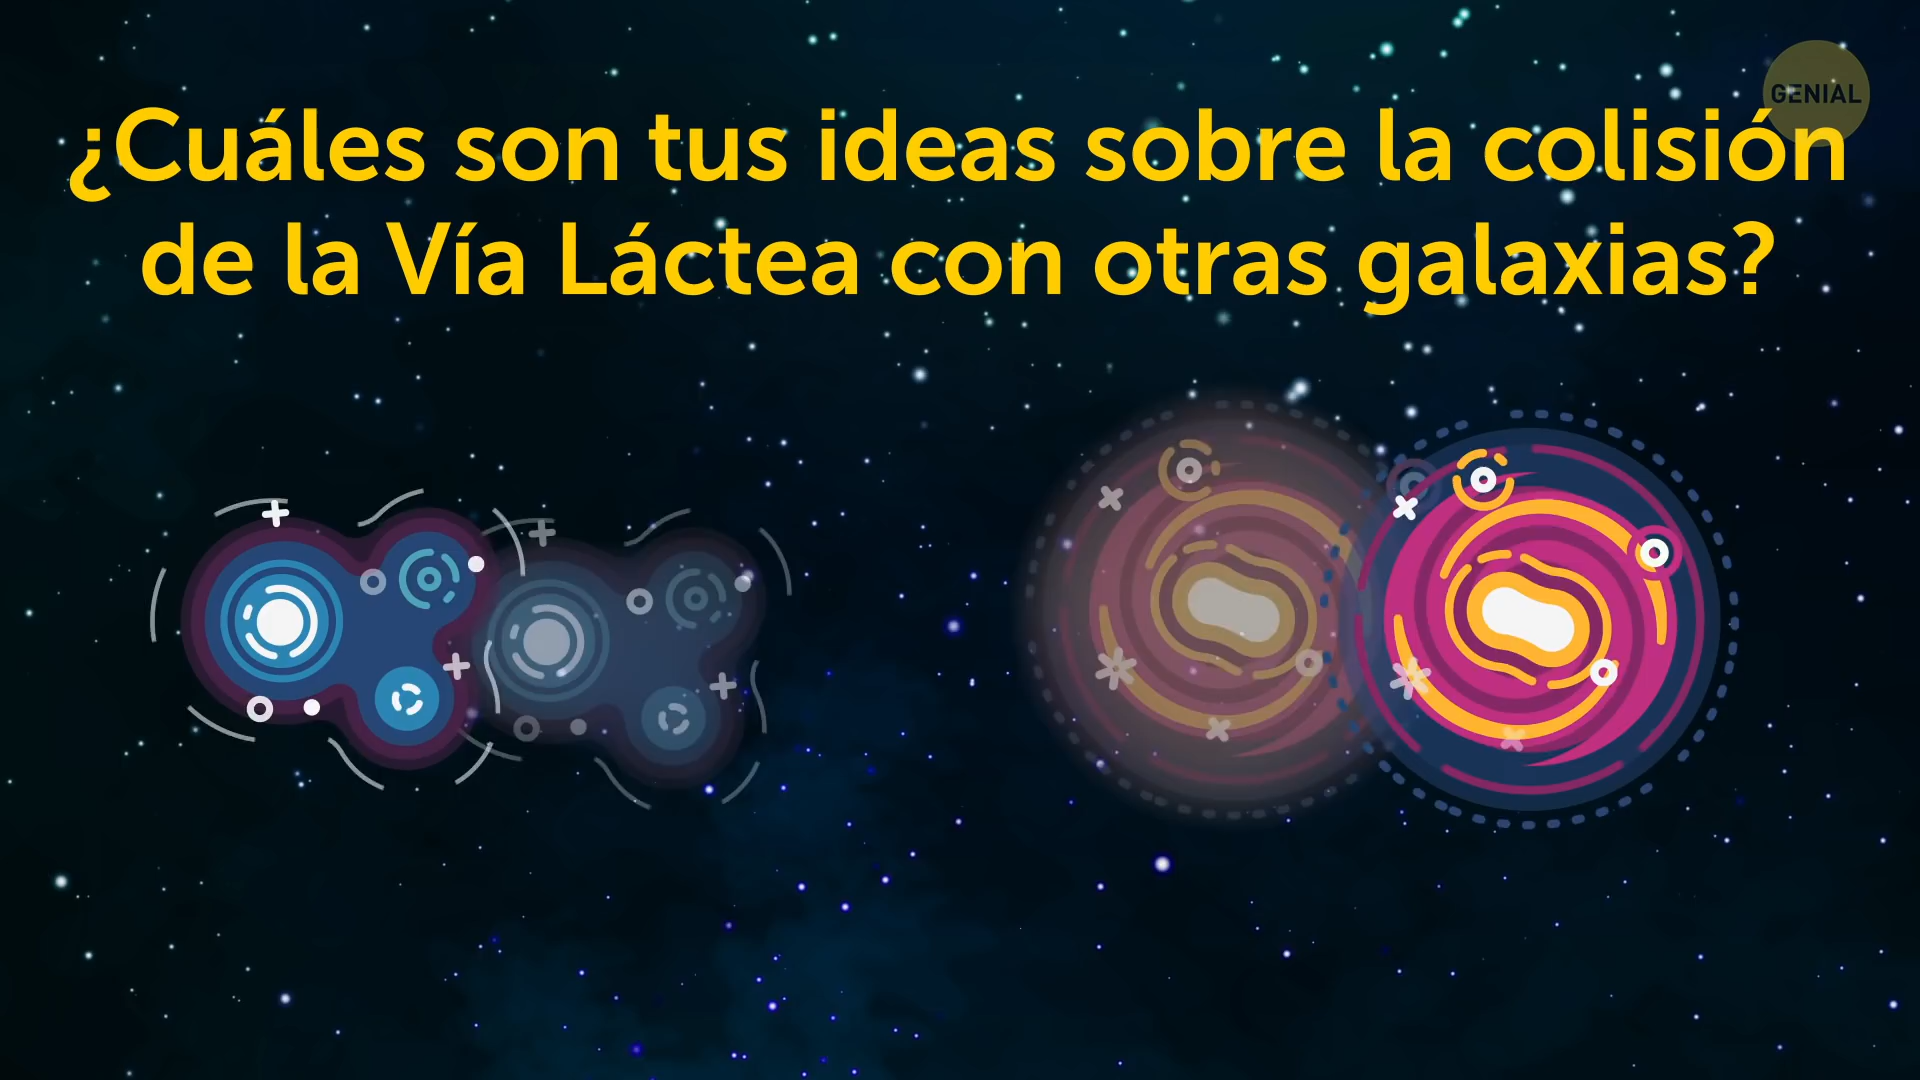 GENIAL
¿Cuáles son tus ideas sobre la colisión
de la Vía Láctea con otras galaxias?